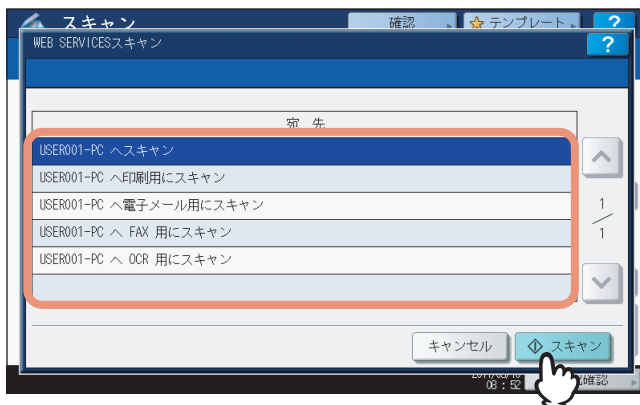 スキャン
確認
テンプレート
?
WEB SERVICESスキャン
?
宛 先
USER001-PC へスキャン
USER001-PC へ印刷用にスキャン
USER001-PC へ電子メール用にスキャン
USER001-PC へ FAX 用にスキャン
USER001-PC へ OCR 用にスキャン
1
1
キャンセル
スキャン
08:52
確認